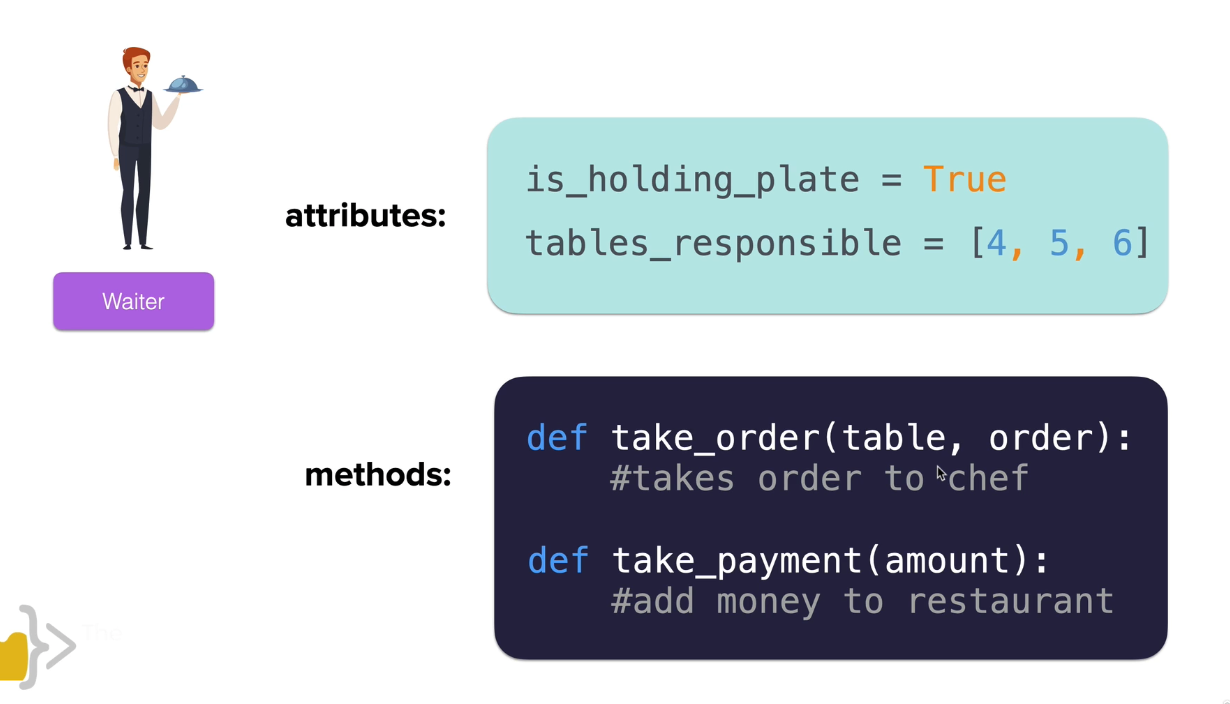 attributes:
is_holding_plate = True
tables_responsible = [4, 5, 6]
Waiter
methods:
def take_order(table, order):
#takes order to chef
def take_payment(amount):
#add money to restaurant
}>
The